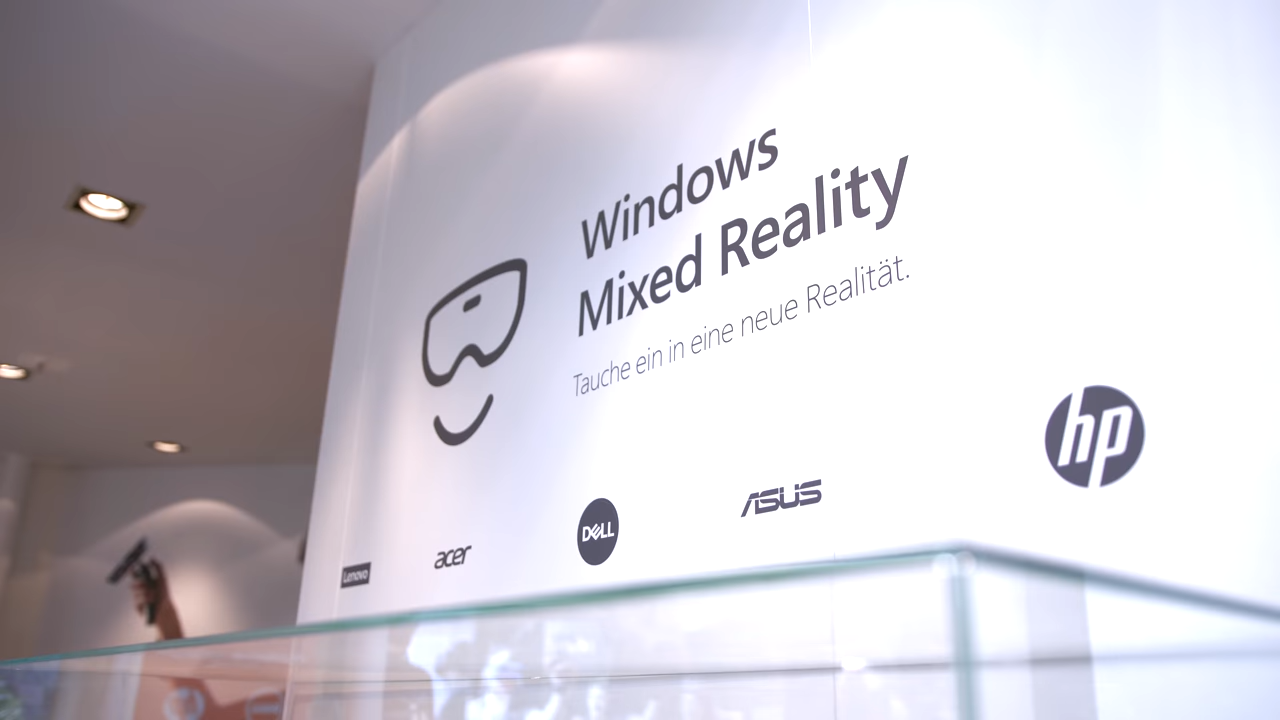 Windows
Mixed Reality
Tauche ein in eine neue Realität.
Lenovo
acer
DELL
ASUS
hp